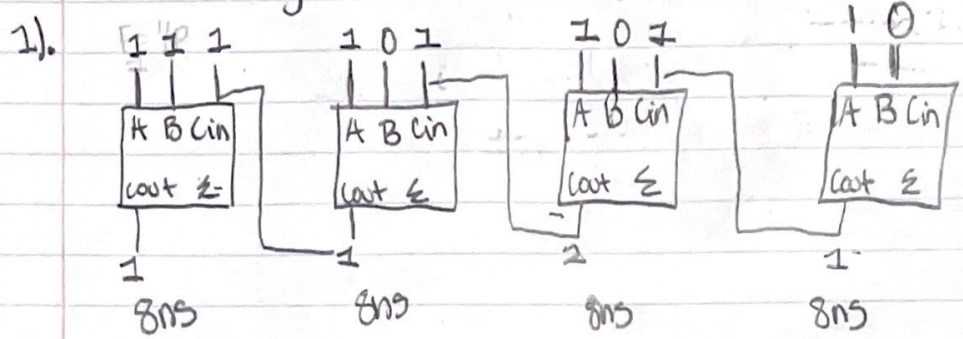 1).
1 1 1 1 0 1 1 0 1 1 0
A B Cin A B Cin A B Cin A B Cin
Cout Σ Cout Σ Cout Σ Cout Σ
1 1 1 1
8ns 8ns 8ns 8ns